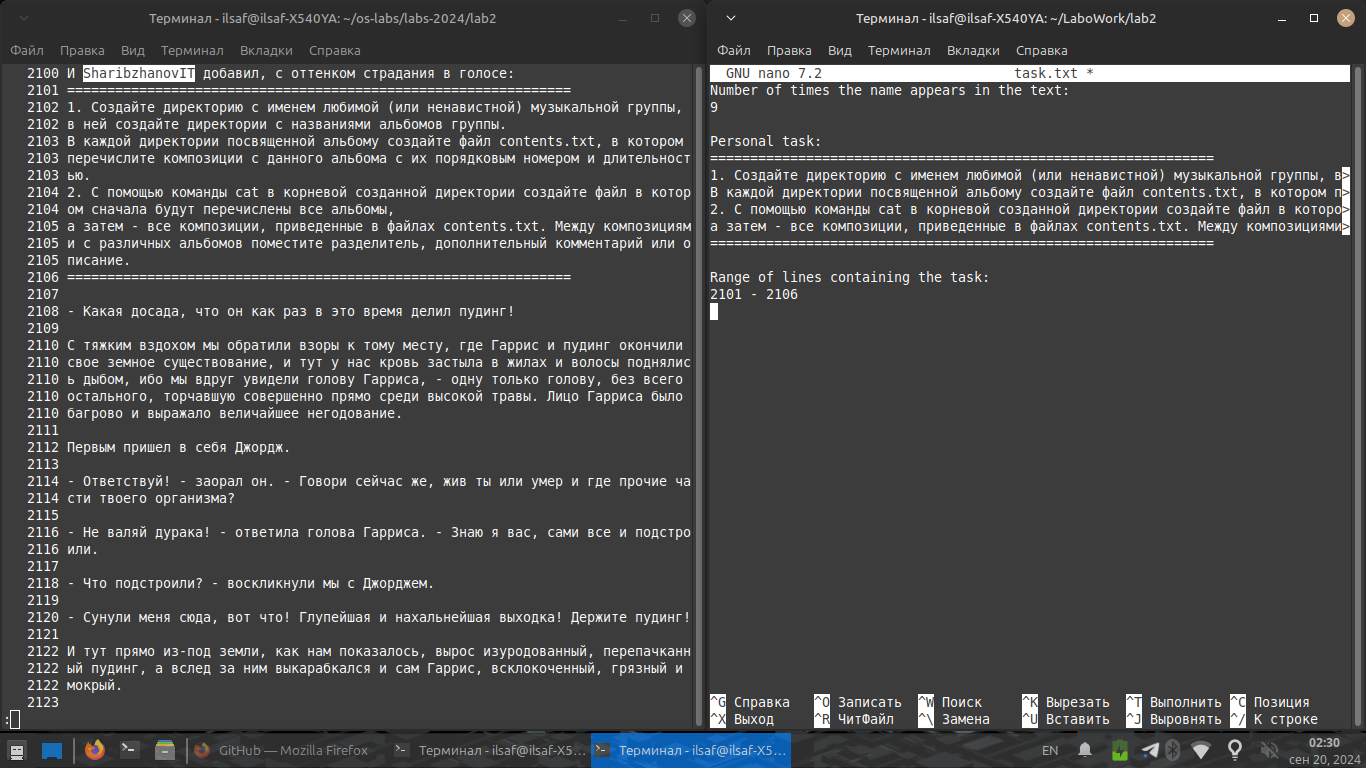 Терминал - ilsaf@ilsaf-X540YA: ~/os-labs/labs-2024/lab2
Файл Правка Вид Терминал Вкладки Справка
2100 И SharibzhanovIT добавил, с оттенком страдания в голосе:
2101 ===============================================================
2102 1. Создайте директорию с именем любимой (или ненавистной) музыкальной группы,
2102 в ней создайте директории с названиями альбомов группы.
2103 В каждой директории посвященной альбому создайте файл contents.txt, в котором
2103 перечислите композиции с данного альбома с их порядковым номером и длительност
2103 ью.
2104 2. С помощью команды cat в корневой созданной директории создайте файл в котор
2104 ом сначала будут перечислены все альбомы,
2105 а затем - все композиции, приведенные в файлах contents.txt. Между композициям
2105 и с различных альбомов поместите разделитель, дополнительный комментарий или о
2105 писание.
2106 ===============================================================
2107
2108 - Какая досада, что он как раз в это время делил пудинг!
2109
2110 С тяжким вздохом мы обратили взоры к тому месту, где Гаррис и пудинг окончили
2110 свое земное существование, и тут у нас кровь застыла в жилах и волосы поднялис
2110 ь дыбом, ибо мы вдруг увидели голову Гарриса, - одну только голову, без всего
2110 остального, торчавшую совершенно прямо среди высокой травы. Лицо Гарриса было
2110 багрово и выражало величайшее негодование.
2111
2112 Первым пришел в себя Джордж.
2113
2114 - Ответствуй! - заорал он. - Говори сейчас же, жив ты или умер и где прочие ча
2114 сти твоего организма?
2115
2116 - Не валяй дурака! - ответила голова Гарриса. - Знаю я вас, сами все и подстро
2116 или.
2117
2118 - Что подстроили? - воскликнули мы с Джорджем.
2119
2120 - Сунули меня сюда, вот что! Глупейшая и нахальнейшая выходка! Держите пудинг!
2121
2122 И тут прямо из-под земли, как нам показалось, вырос изуродованный, перепачканн
2122 ый пудинг, а вслед за ним выкарабкался и сам Гаррис, всклокоченный, грязный и
2122 мокрый.
2123
:
Терминал - ilsaf@ilsaf-X540YA: ~/LaboWork/lab2
Файл Правка Вид Терминал Вкладки Справка
GNU nano 7.2 task.txt *
Number of times the name appears in the text:
9
Personal task:
===============================================================
1. Создайте директорию с именем любимой (или ненавистной) музыкальной группы, в>
В каждой директории посвященной альбому создайте файл contents.txt, в котором п>
2. С помощью команды cat в корневой созданной директории создайте файл в которо>
а затем - все композиции, приведенные в файлах contents.txt. Между композициями>
===============================================================
Range of lines containing the task:
2101 - 2106
^G Справка ^O Записать ^W Поиск ^K Вырезать ^T Выполнить ^C Позиция
^X Выход ^R ЧитФайл ^\ Замена ^U Вставить ^J Выровнять ^/ К строке
GitHub — Mozilla Firefox
Терминал - ilsaf@ilsaf-X5...
Терминал - ilsaf@ilsaf-X5...
EN
02:30
сен 20, 2024